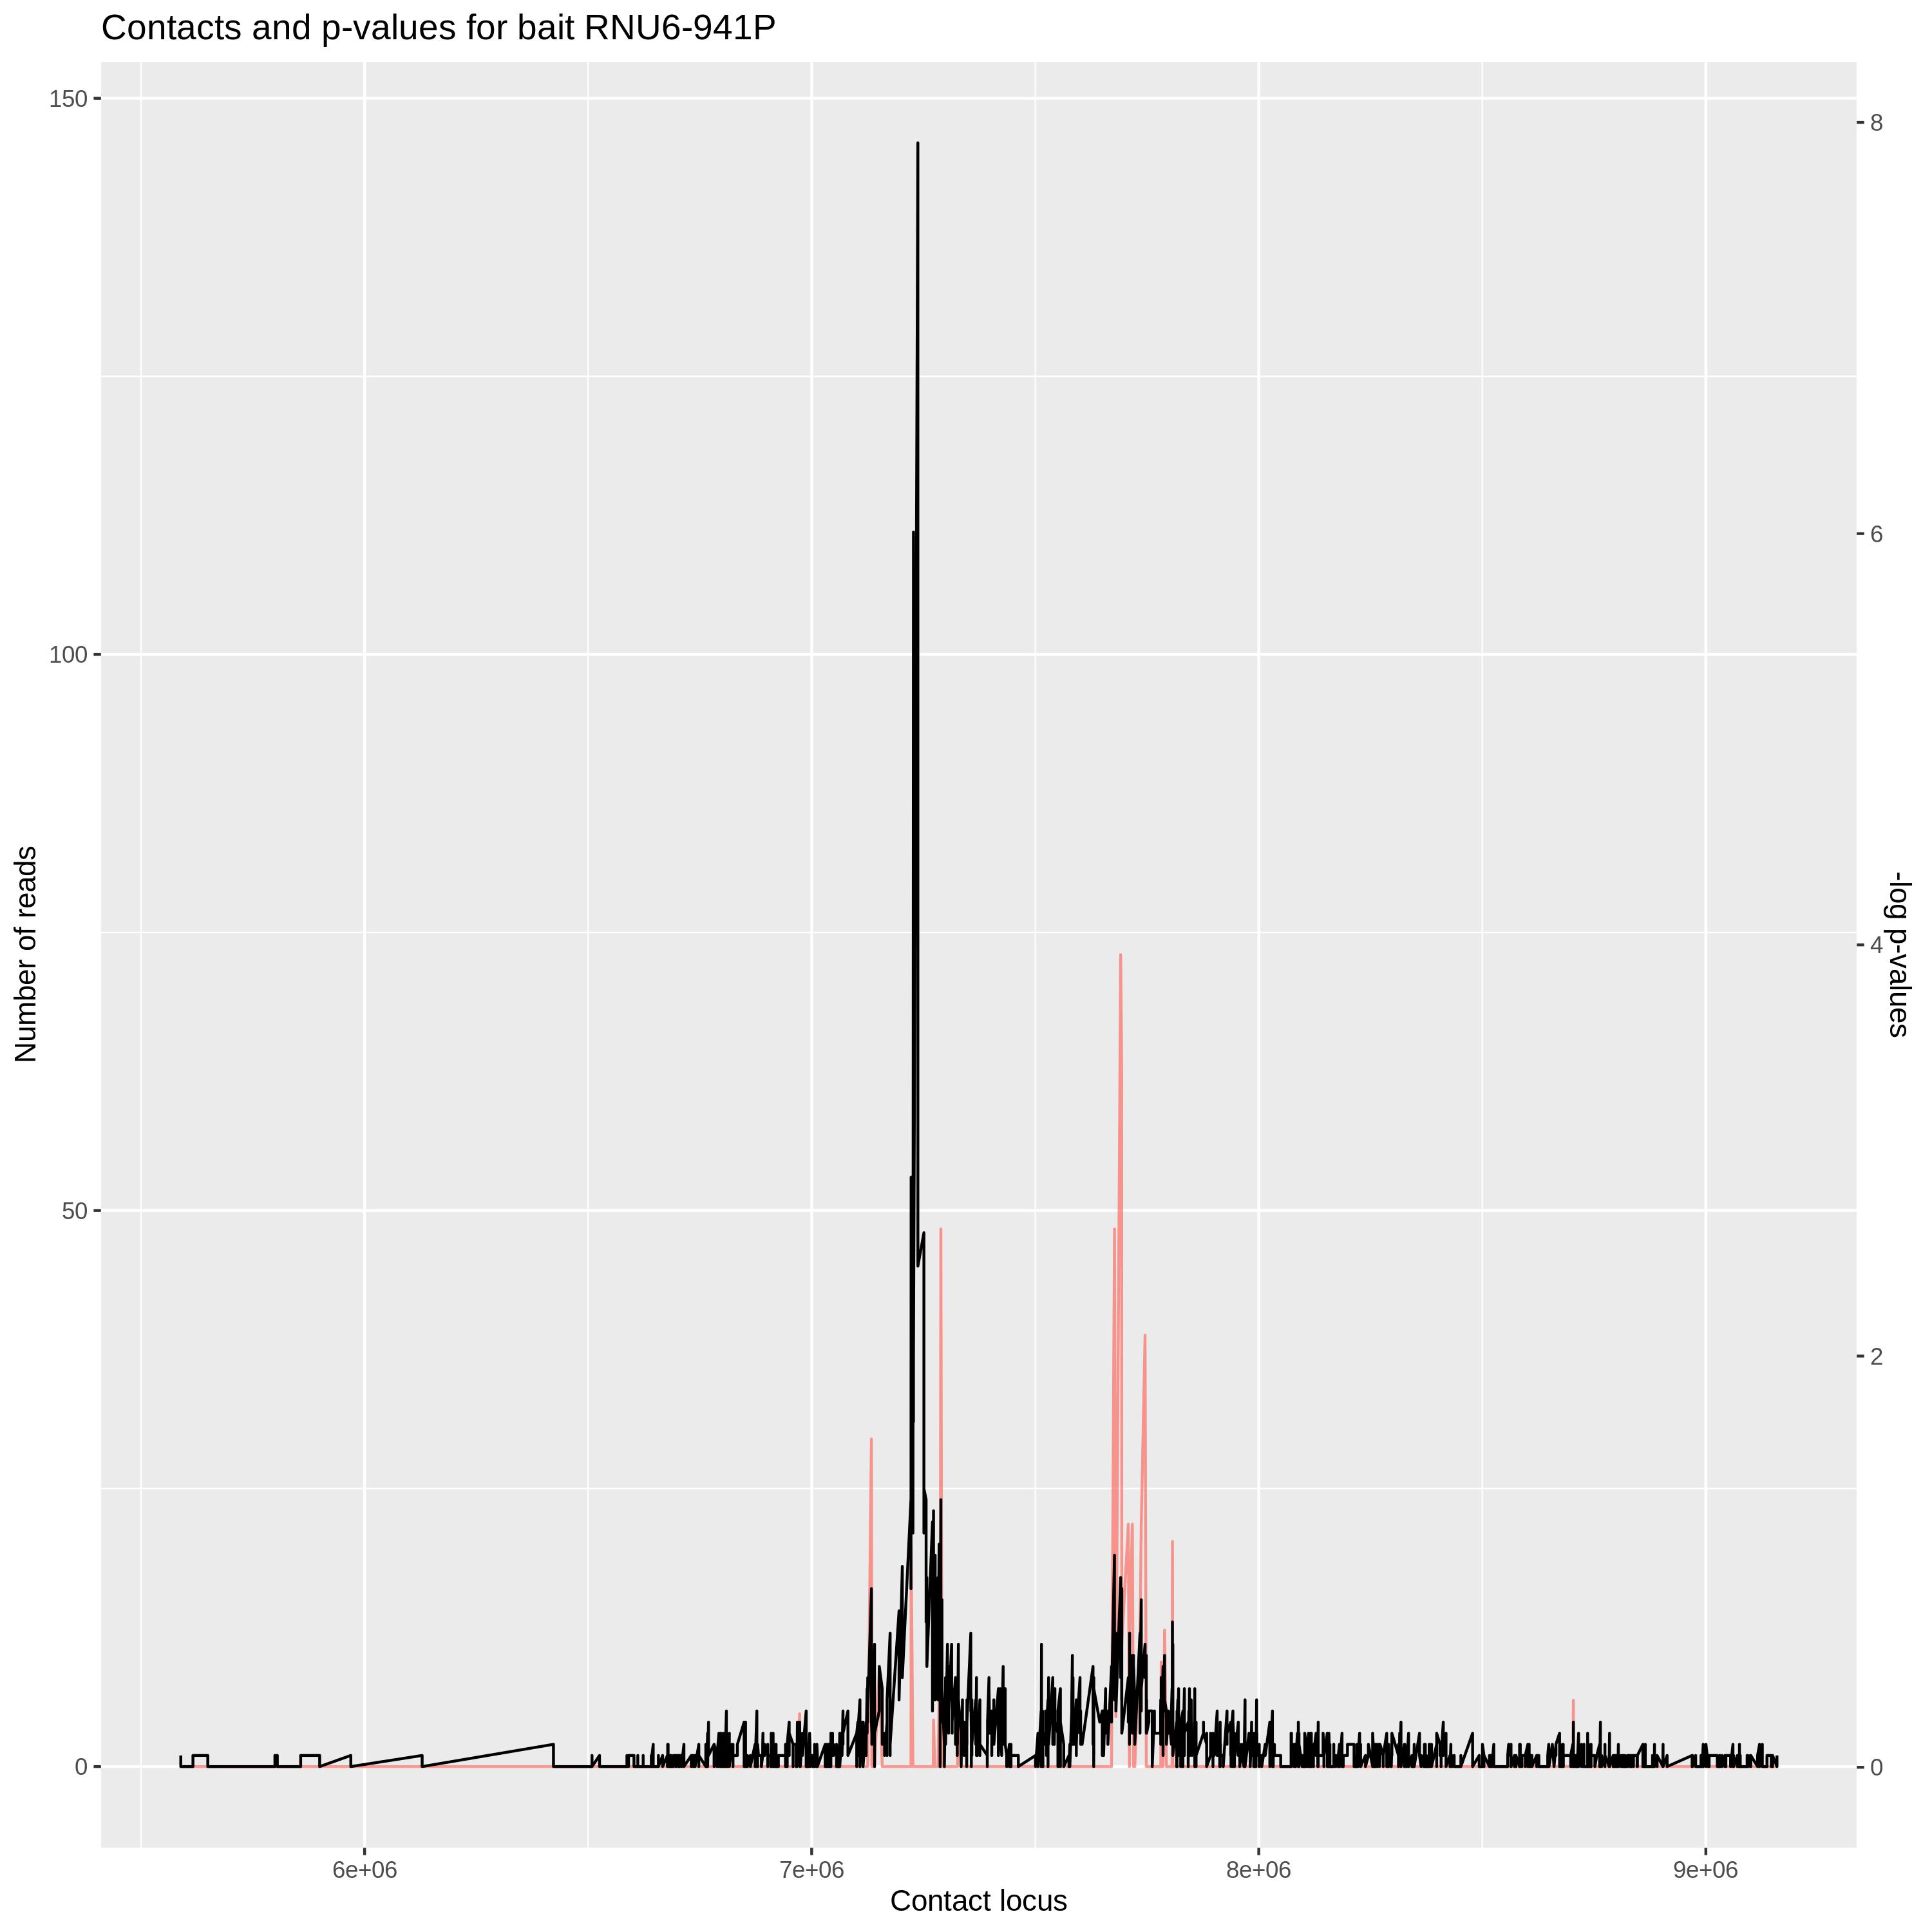 Contacts and p-values for bait RNU6-941P
150
100
50
0
Number of reads
8
6
4
2
0
-log p-values
6e+06
7e+06
8e+06
9e+06
Contact locus